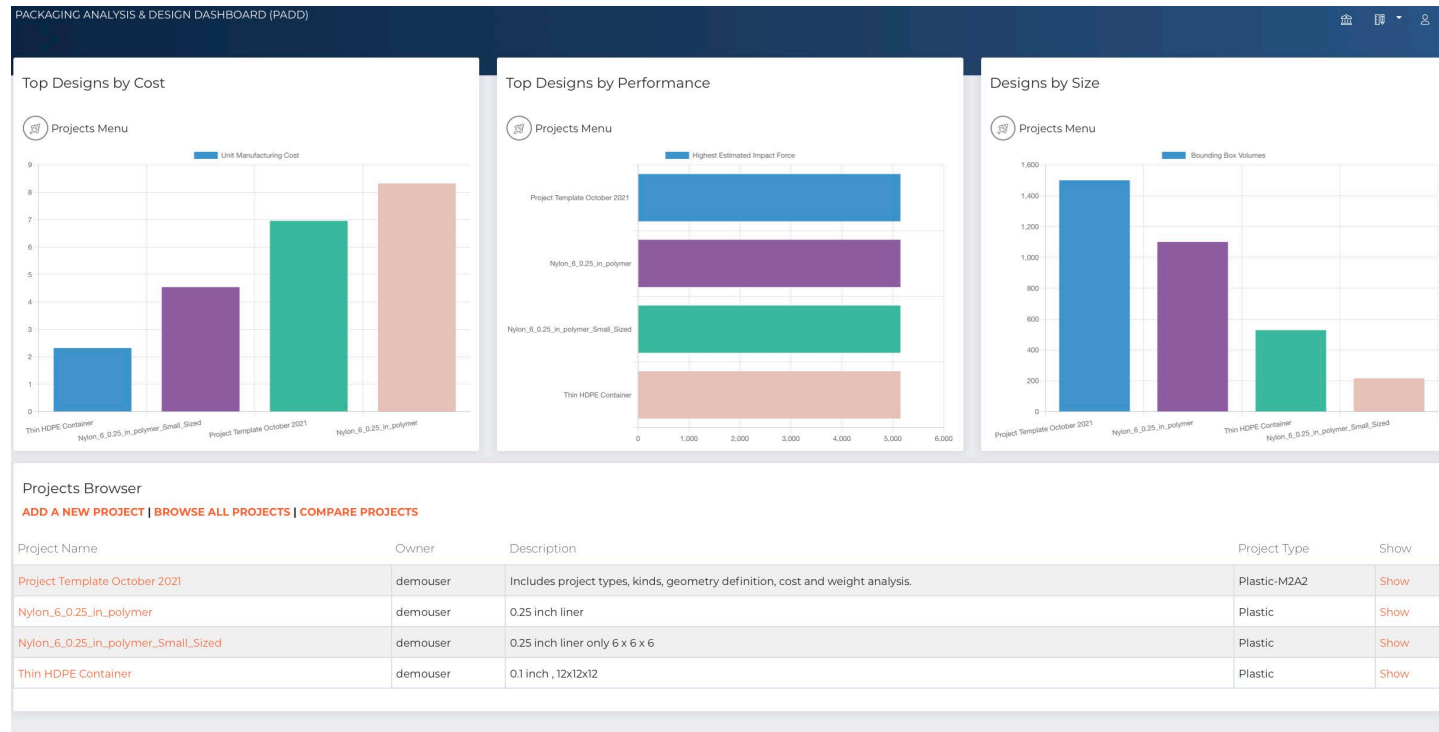 PACKAGING ANALYSIS & DESIGN DASHBOARD (PADD)
Top Designs by Cost
Projects Menu
Unit Manufacturing Cost
9
8
7
6
5
4
3
2
1
0
Thin HDPE Container
Nylon_6_0.25_in_polymer_Small_Sized
Project Template October 2021
Nylon_6_0.25_in_polymer
Top Designs by Performance
Projects Menu
Highest Estimated Impact Force
Project Template October 2021
Nylon_6_0.25_in_polymer
Nylon_6_0.25_in_polymer_Small_Sized
Thin HDPE Container
0 1,000 2,000 3,000 4,000 5,000 6,000
Designs by Size
Projects Menu
Bounding Box Volumes
1,600
1,400
1,200
1,000
800
600
400
200
0
Project Template October 2021
Nylon_6_0.25_in_polymer
Thin HDPE Container
Nylon_6_0.25_in_polymer_Small_Sized
Projects Browser
ADD A NEW PROJECT | BROWSE ALL PROJECTS | COMPARE PROJECTS
Project Name Owner Description Project Type Show
Project Template October 2021 demouser Includes project types, kinds, geometry definition, cost and weight analysis. Plastic-M2A2 Show
Nylon_6_0.25_in_polymer demouser 0.25 inch liner Plastic Show
Nylon_6_0.25_in_polymer_Small_Sized demouser 0.25 inch liner only 6 x 6 x 6 Plastic Show
Thin HDPE Container demouser 0.1 inch , 12x12x12 Plastic Show